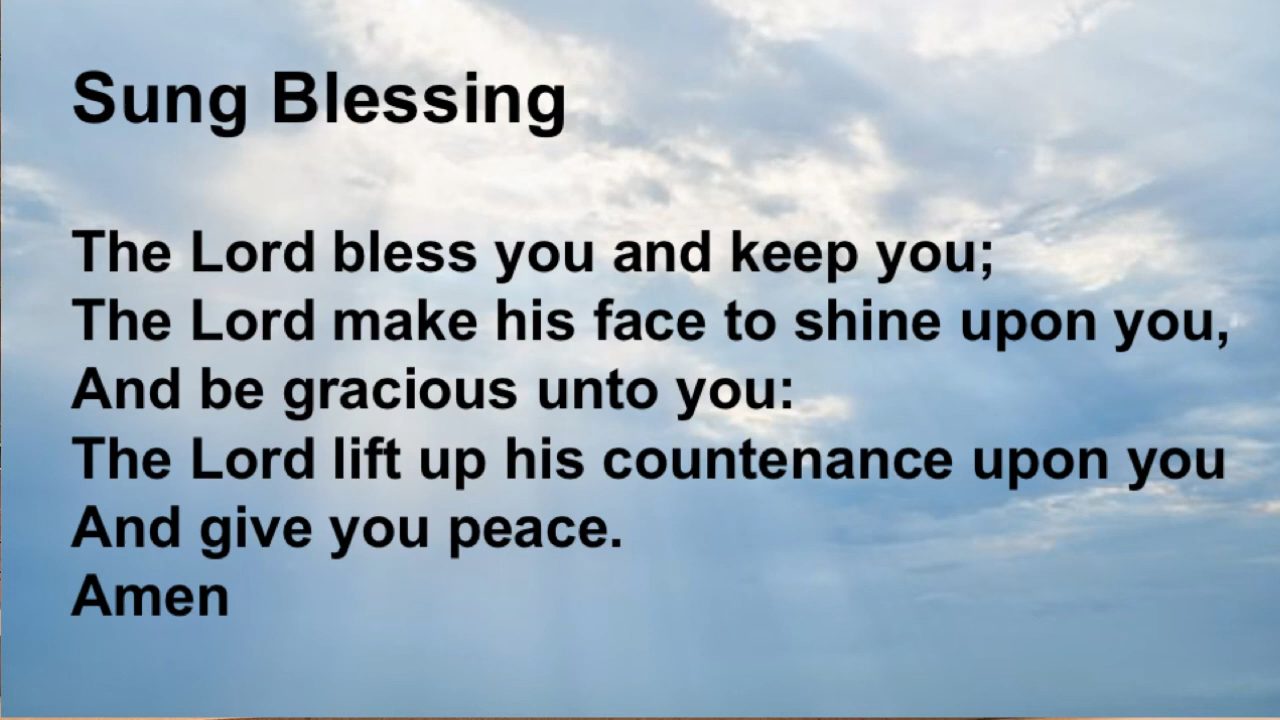 Sung Blessing
The Lord bless you and keep you;
The Lord make his face to shine upon you,
And be gracious unto you:
The Lord lift up his countenance upon you
And give you peace.
Amen